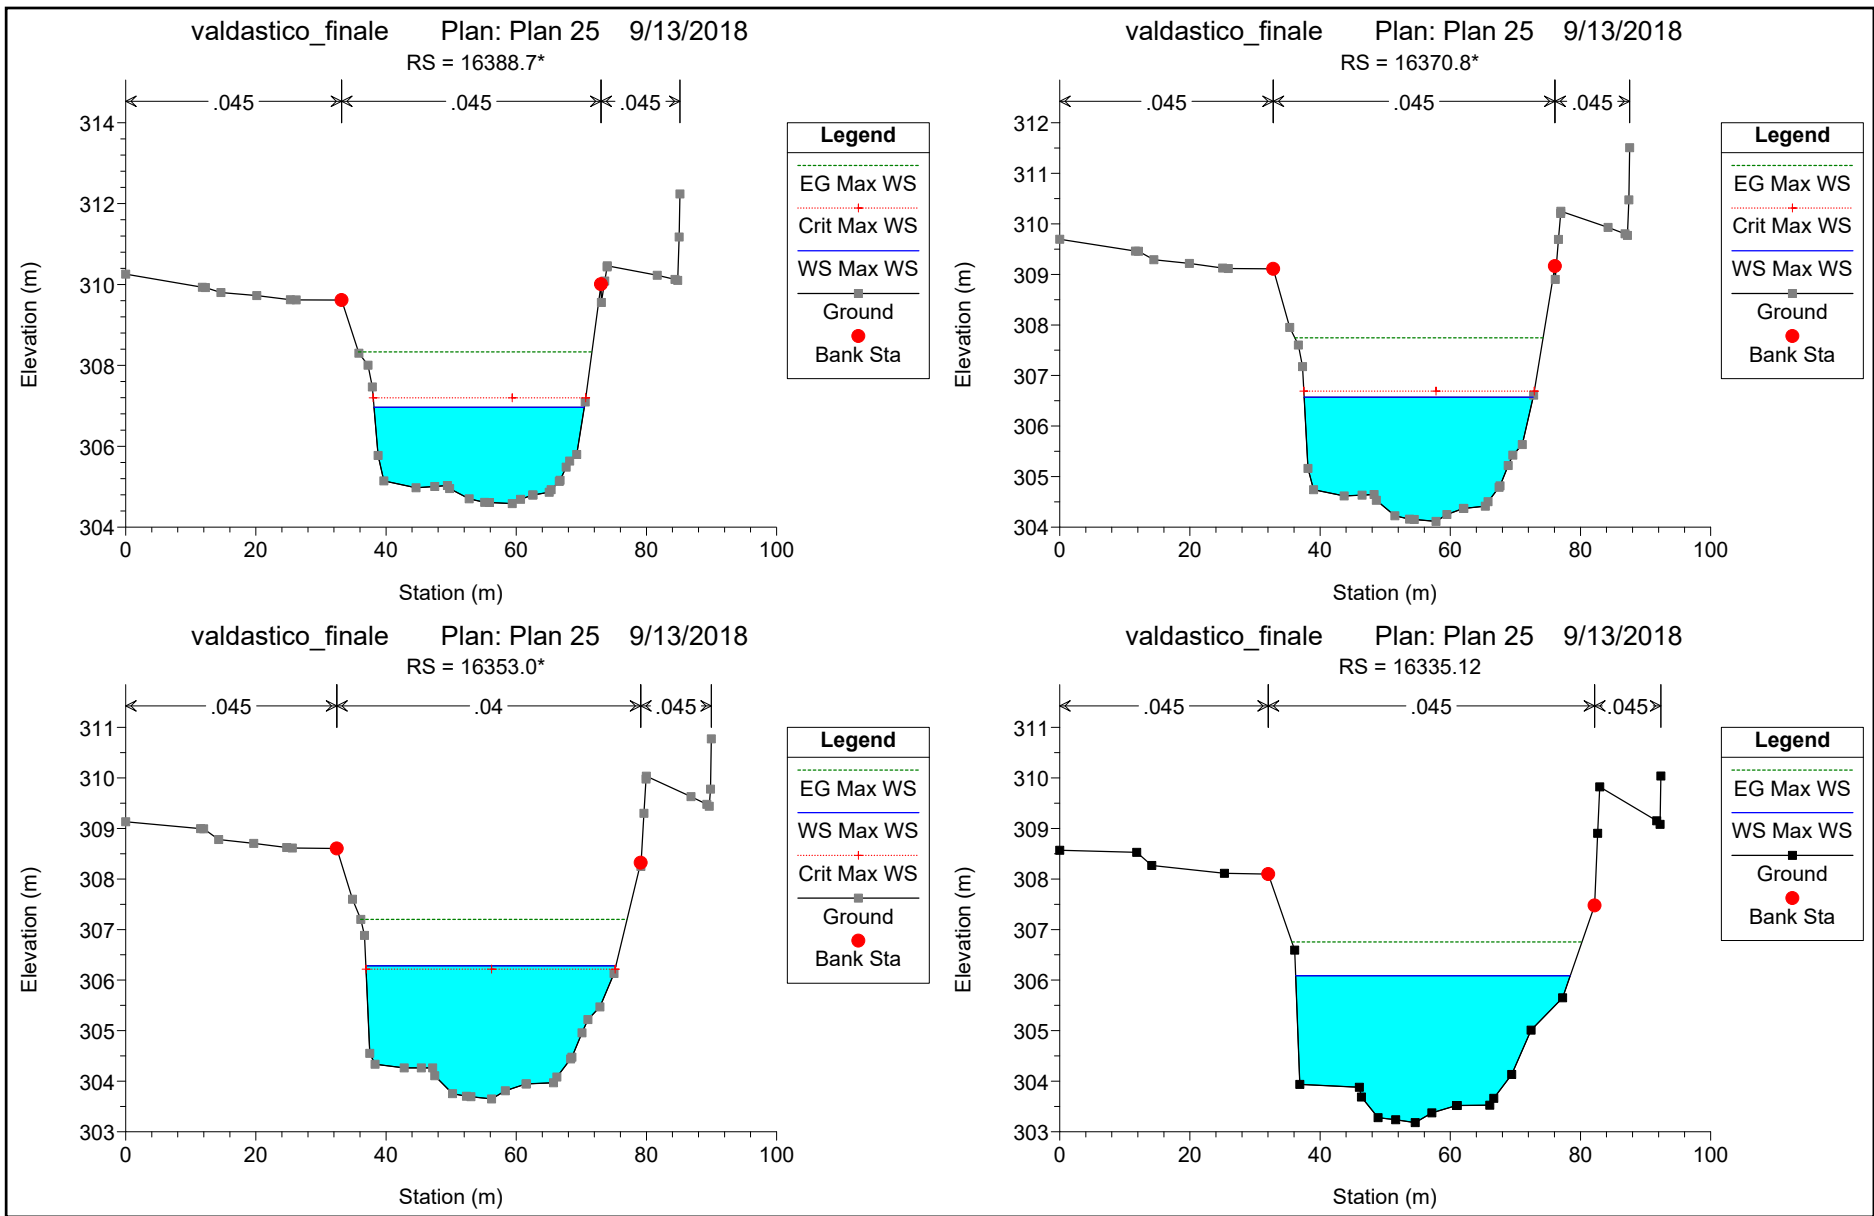 valdastico_finale Plan: Plan 25 9/13/2018
RS = 16388.7*
.045 .045 .045
314
312
310
308
306
304
Elevation (m)
0 20 40 60 80 100
Station (m)
Legend
EG Max WS
Crit Max WS
WS Max WS
Ground
Bank Sta
valdastico_finale Plan: Plan 25 9/13/2018
RS = 16370.8*
.045 .045 .045
312
311
310
309
308
307
306
305
304
Elevation (m)
0 20 40 60 80 100
Station (m)
Legend
EG Max WS
Crit Max WS
WS Max WS
Ground
Bank Sta
valdastico_finale Plan: Plan 25 9/13/2018
RS = 16353.0*
.045 .04 .045
311
310
309
308
307
306
305
304
303
Elevation (m)
0 20 40 60 80 100
Station (m)
Legend
EG Max WS
WS Max WS
Crit Max WS
Ground
Bank Sta
valdastico_finale Plan: Plan 25 9/13/2018
RS = 16335.12
.045 .045 .045
311
310
309
308
307
306
305
304
303
Elevation (m)
0 20 40 60 80 100
Station (m)
Legend
EG Max WS
WS Max WS
Ground
Bank Sta